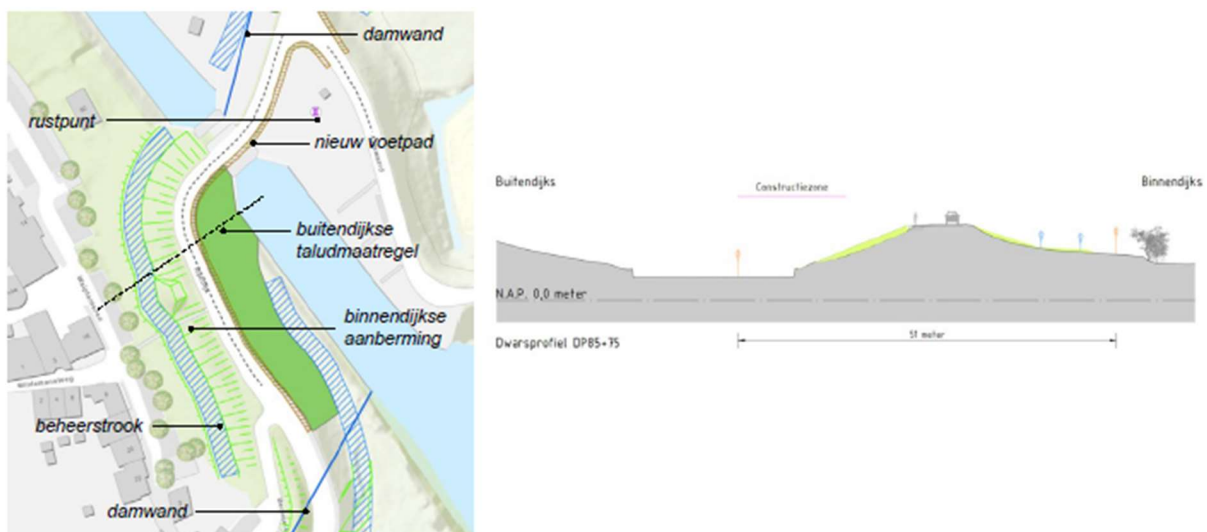 damwand
rustpunt
nieuw voetpad
buitendijkse
taludmaatregel
binnendijkse
aanberming
beheerstrook
damwand
Buitendijks
Constructiezone
Binnendijks
N.A.P. 0,0 meter
Dwarsprofiel DP85+75
51 meter